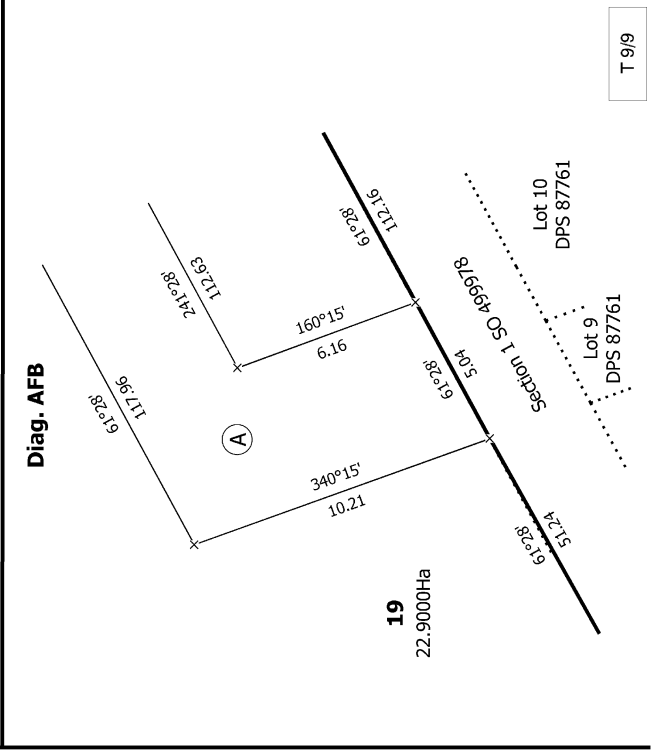 T 9/9
Diag. AFB
61°28'
117.96
241°28'
112.63
61°28'
112.16
160°15'
6.16
A
340°15'
10.21
61°28'
5.04
61°28'
51.24
Section 1 SO 499978
Lot 10
DPS 87761
Lot 9
DPS 87761
19
22.9000Ha